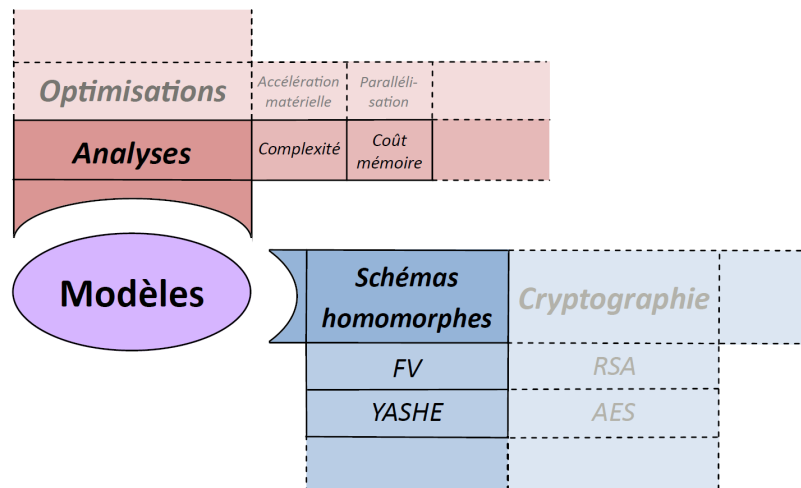 Optimisations
Accélération
matérielle
Paralléli-
sation
Analyses
Complexité
Coût
mémoire
Modèles
Schémas
homomorphes
Cryptographie
FV
RSA
YASHE
AES